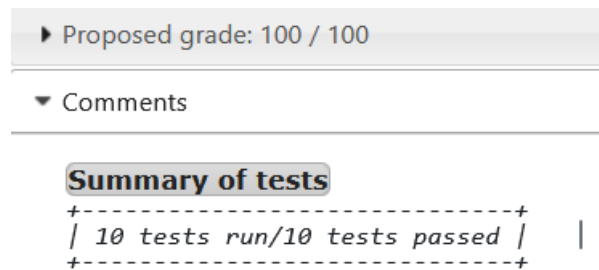 Proposed grade: 100 / 100
Comments
Summary of tests
+------------------------------+
| 10 tests run/10 tests passed |
+------------------------------+